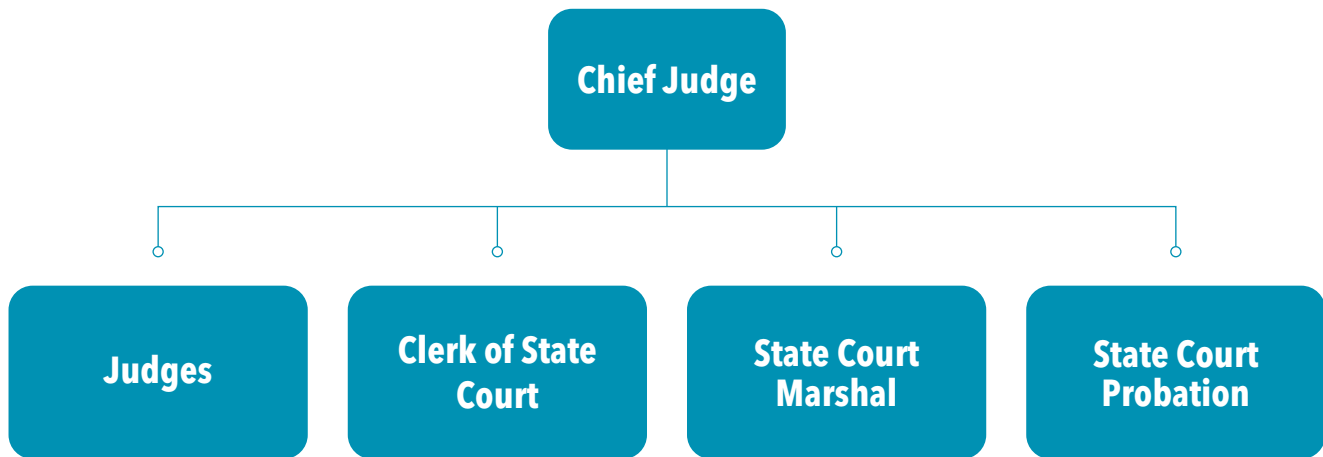 Chief Judge
Judges
Clerk of State
Court
State Court
Marshal
State Court
Probation